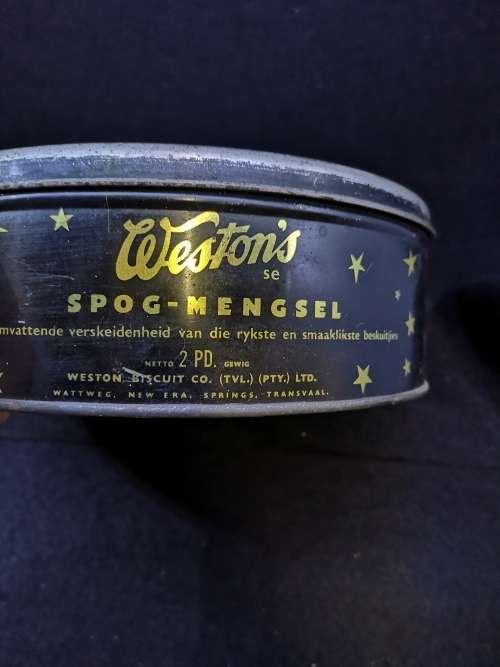 Weston's
se
SPOG-MENGSEL
mvattende verskeidenheid van die rykste en smaaklikste beskuitjies
NETTO 2 PD. GEWIG
WESTON BISCUIT CO. (TVL.) (PTY.) LTD.
WATTWEG, NEW ERA, SPRINGS, TRANSVAAL.